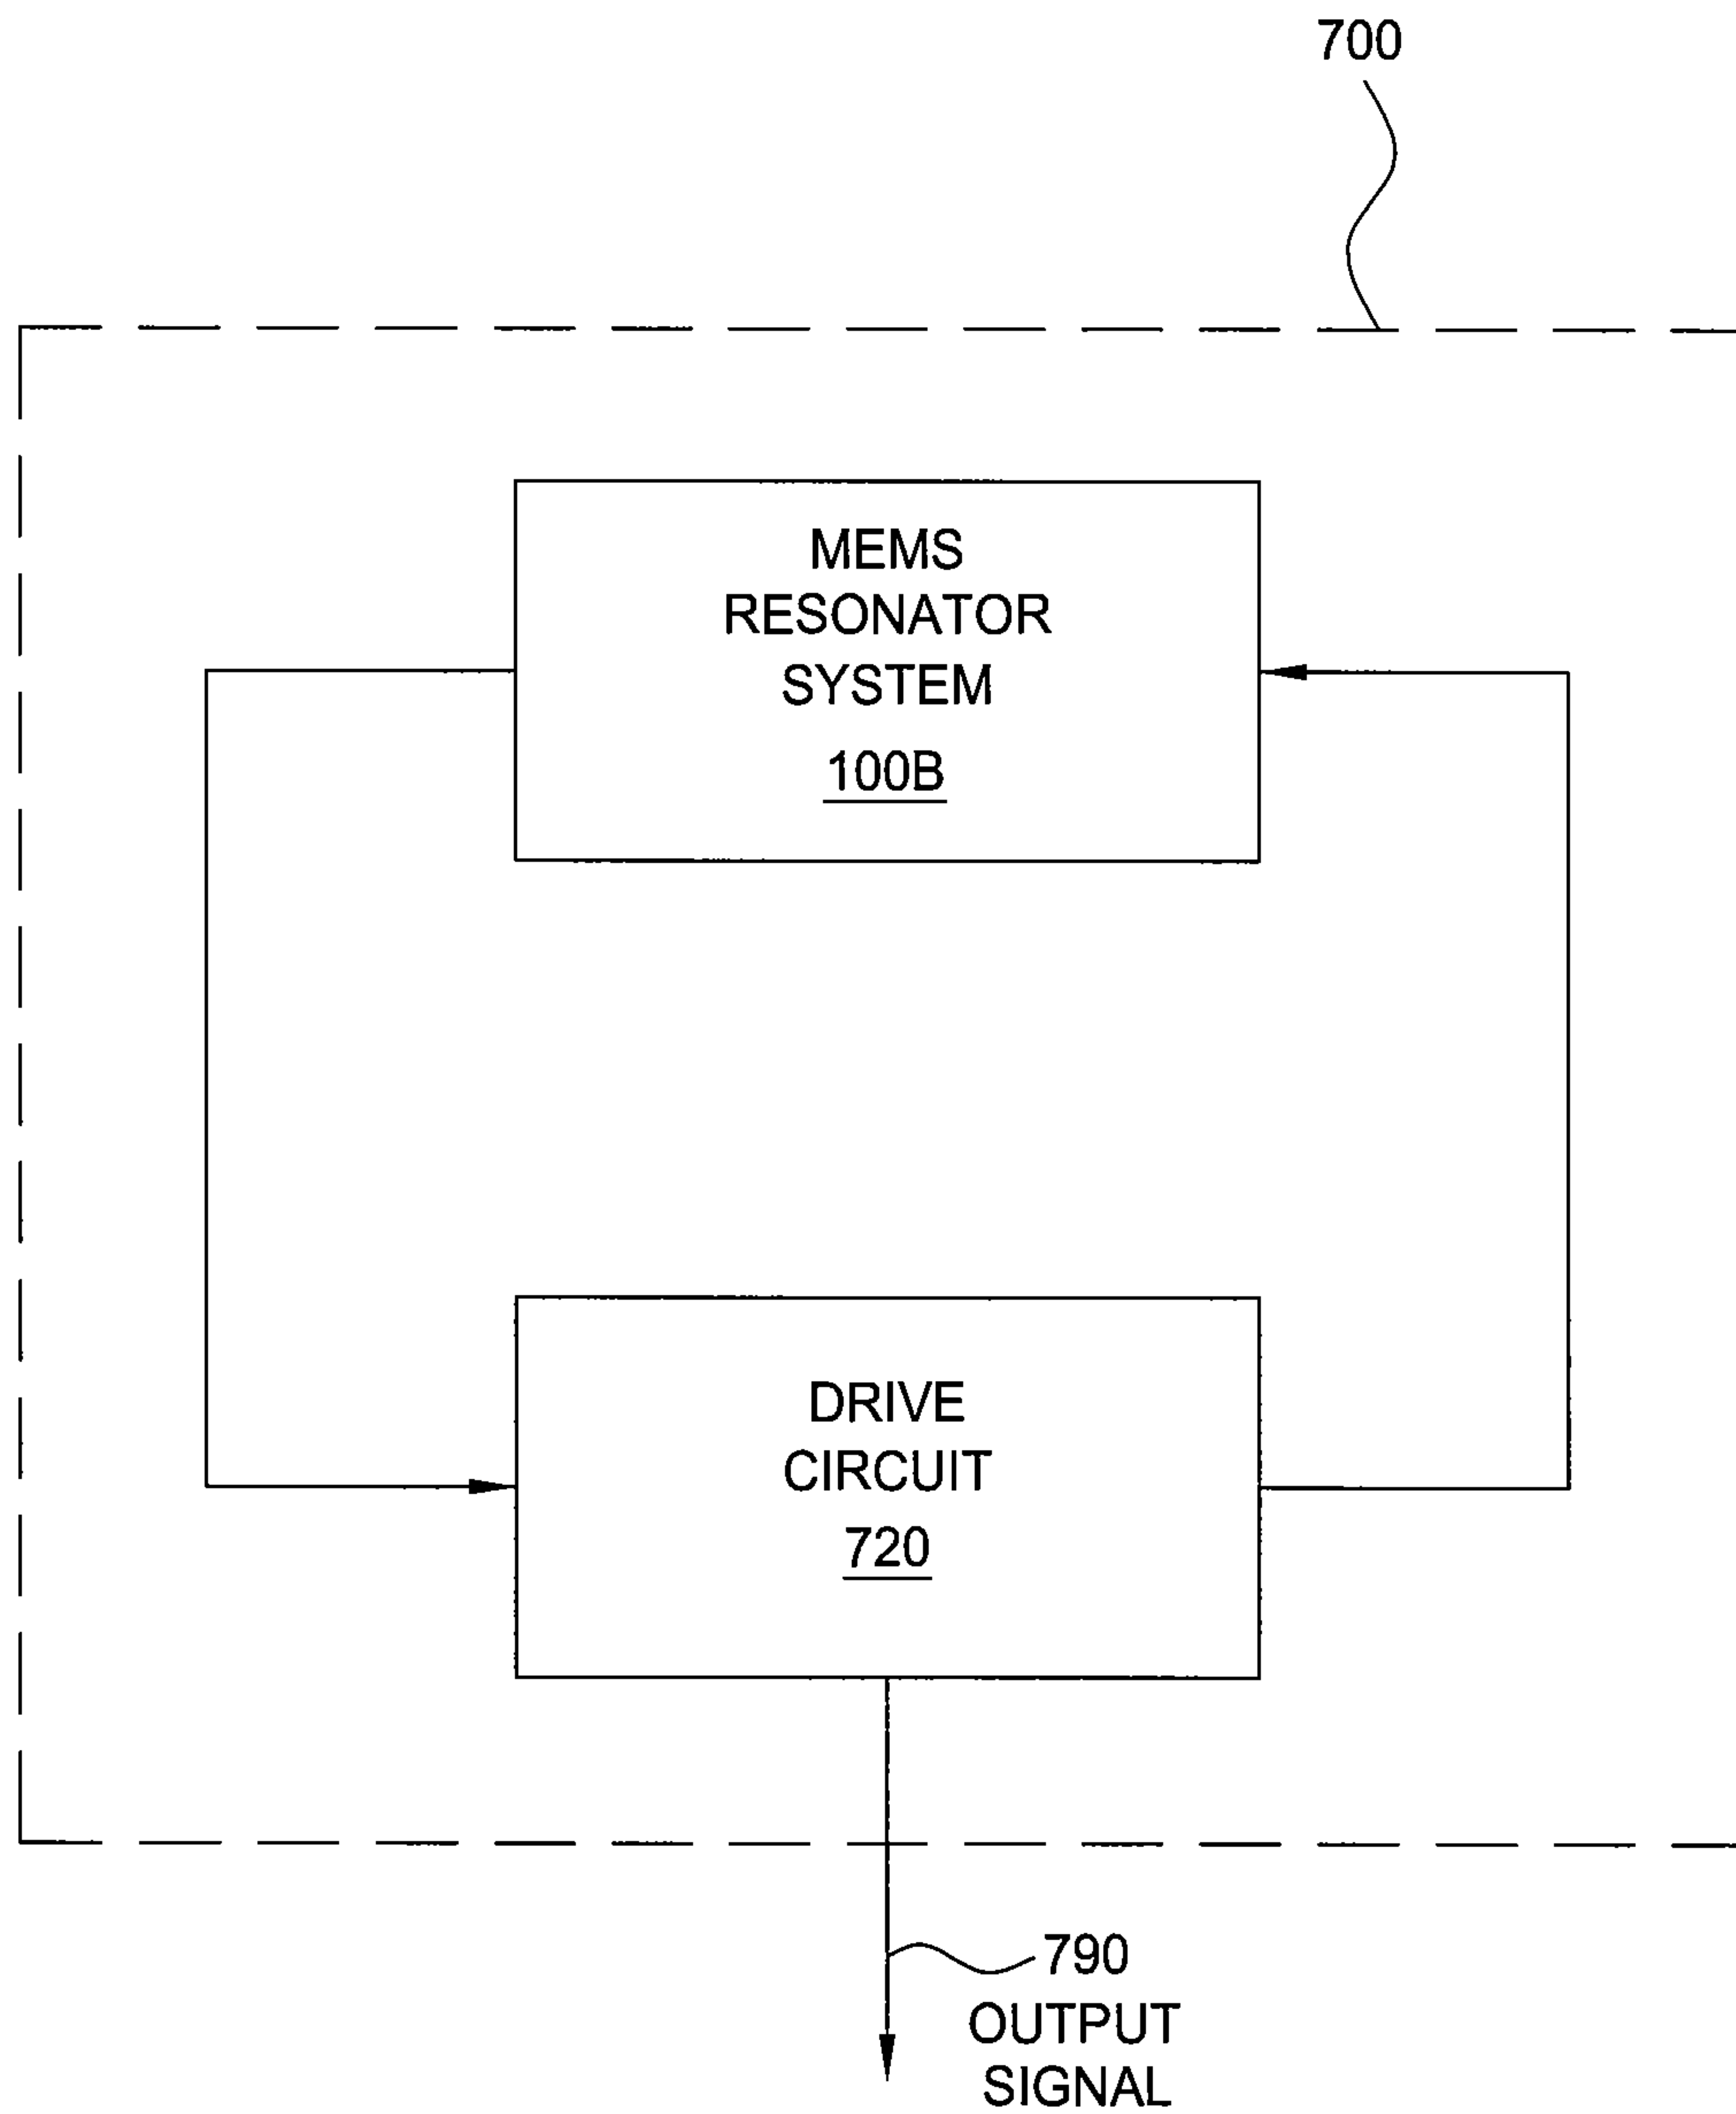 700
MEMS
RESONATOR
SYSTEM
100B
DRIVE
CIRCUIT
720
790
OUTPUT
SIGNAL